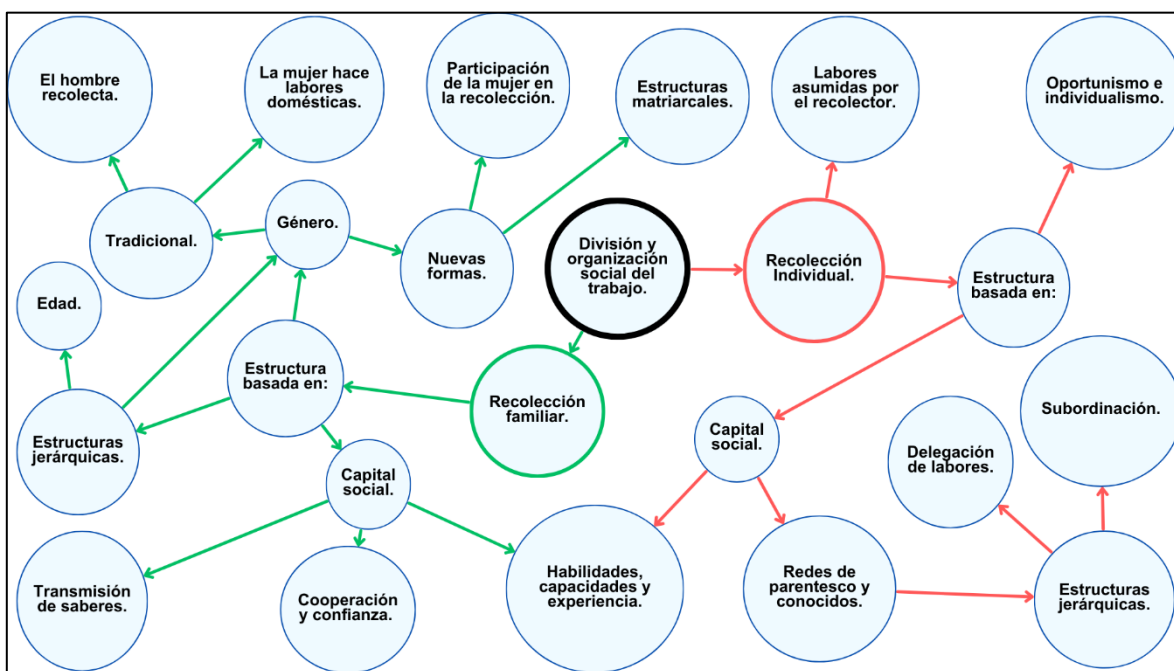 El hombre
recolecta.
La mujer hace
labores
domésticas.
Participación
de la mujer en
la recolección.
Estructuras
matriarcales.
Labores
asumidas por
el recolector.
Oportunismo e
individualismo.
Tradicional.
Género.
Nuevas
formas.
División y
organización
social del
trabajo.
Recolección
Individual.
Estructura
basada en:
Edad.
Estructura
basada en:
Recolección
familiar.
Estructuras
jerárquicas.
Capital
social.
Capital
social.
Delegación
de labores.
Subordinación.
Transmisión
de saberes.
Cooperación
y confianza.
Habilidades,
capacidades y
experiencia.
Redes de
parentesco y
conocidos.
Estructuras
jerárquicas.